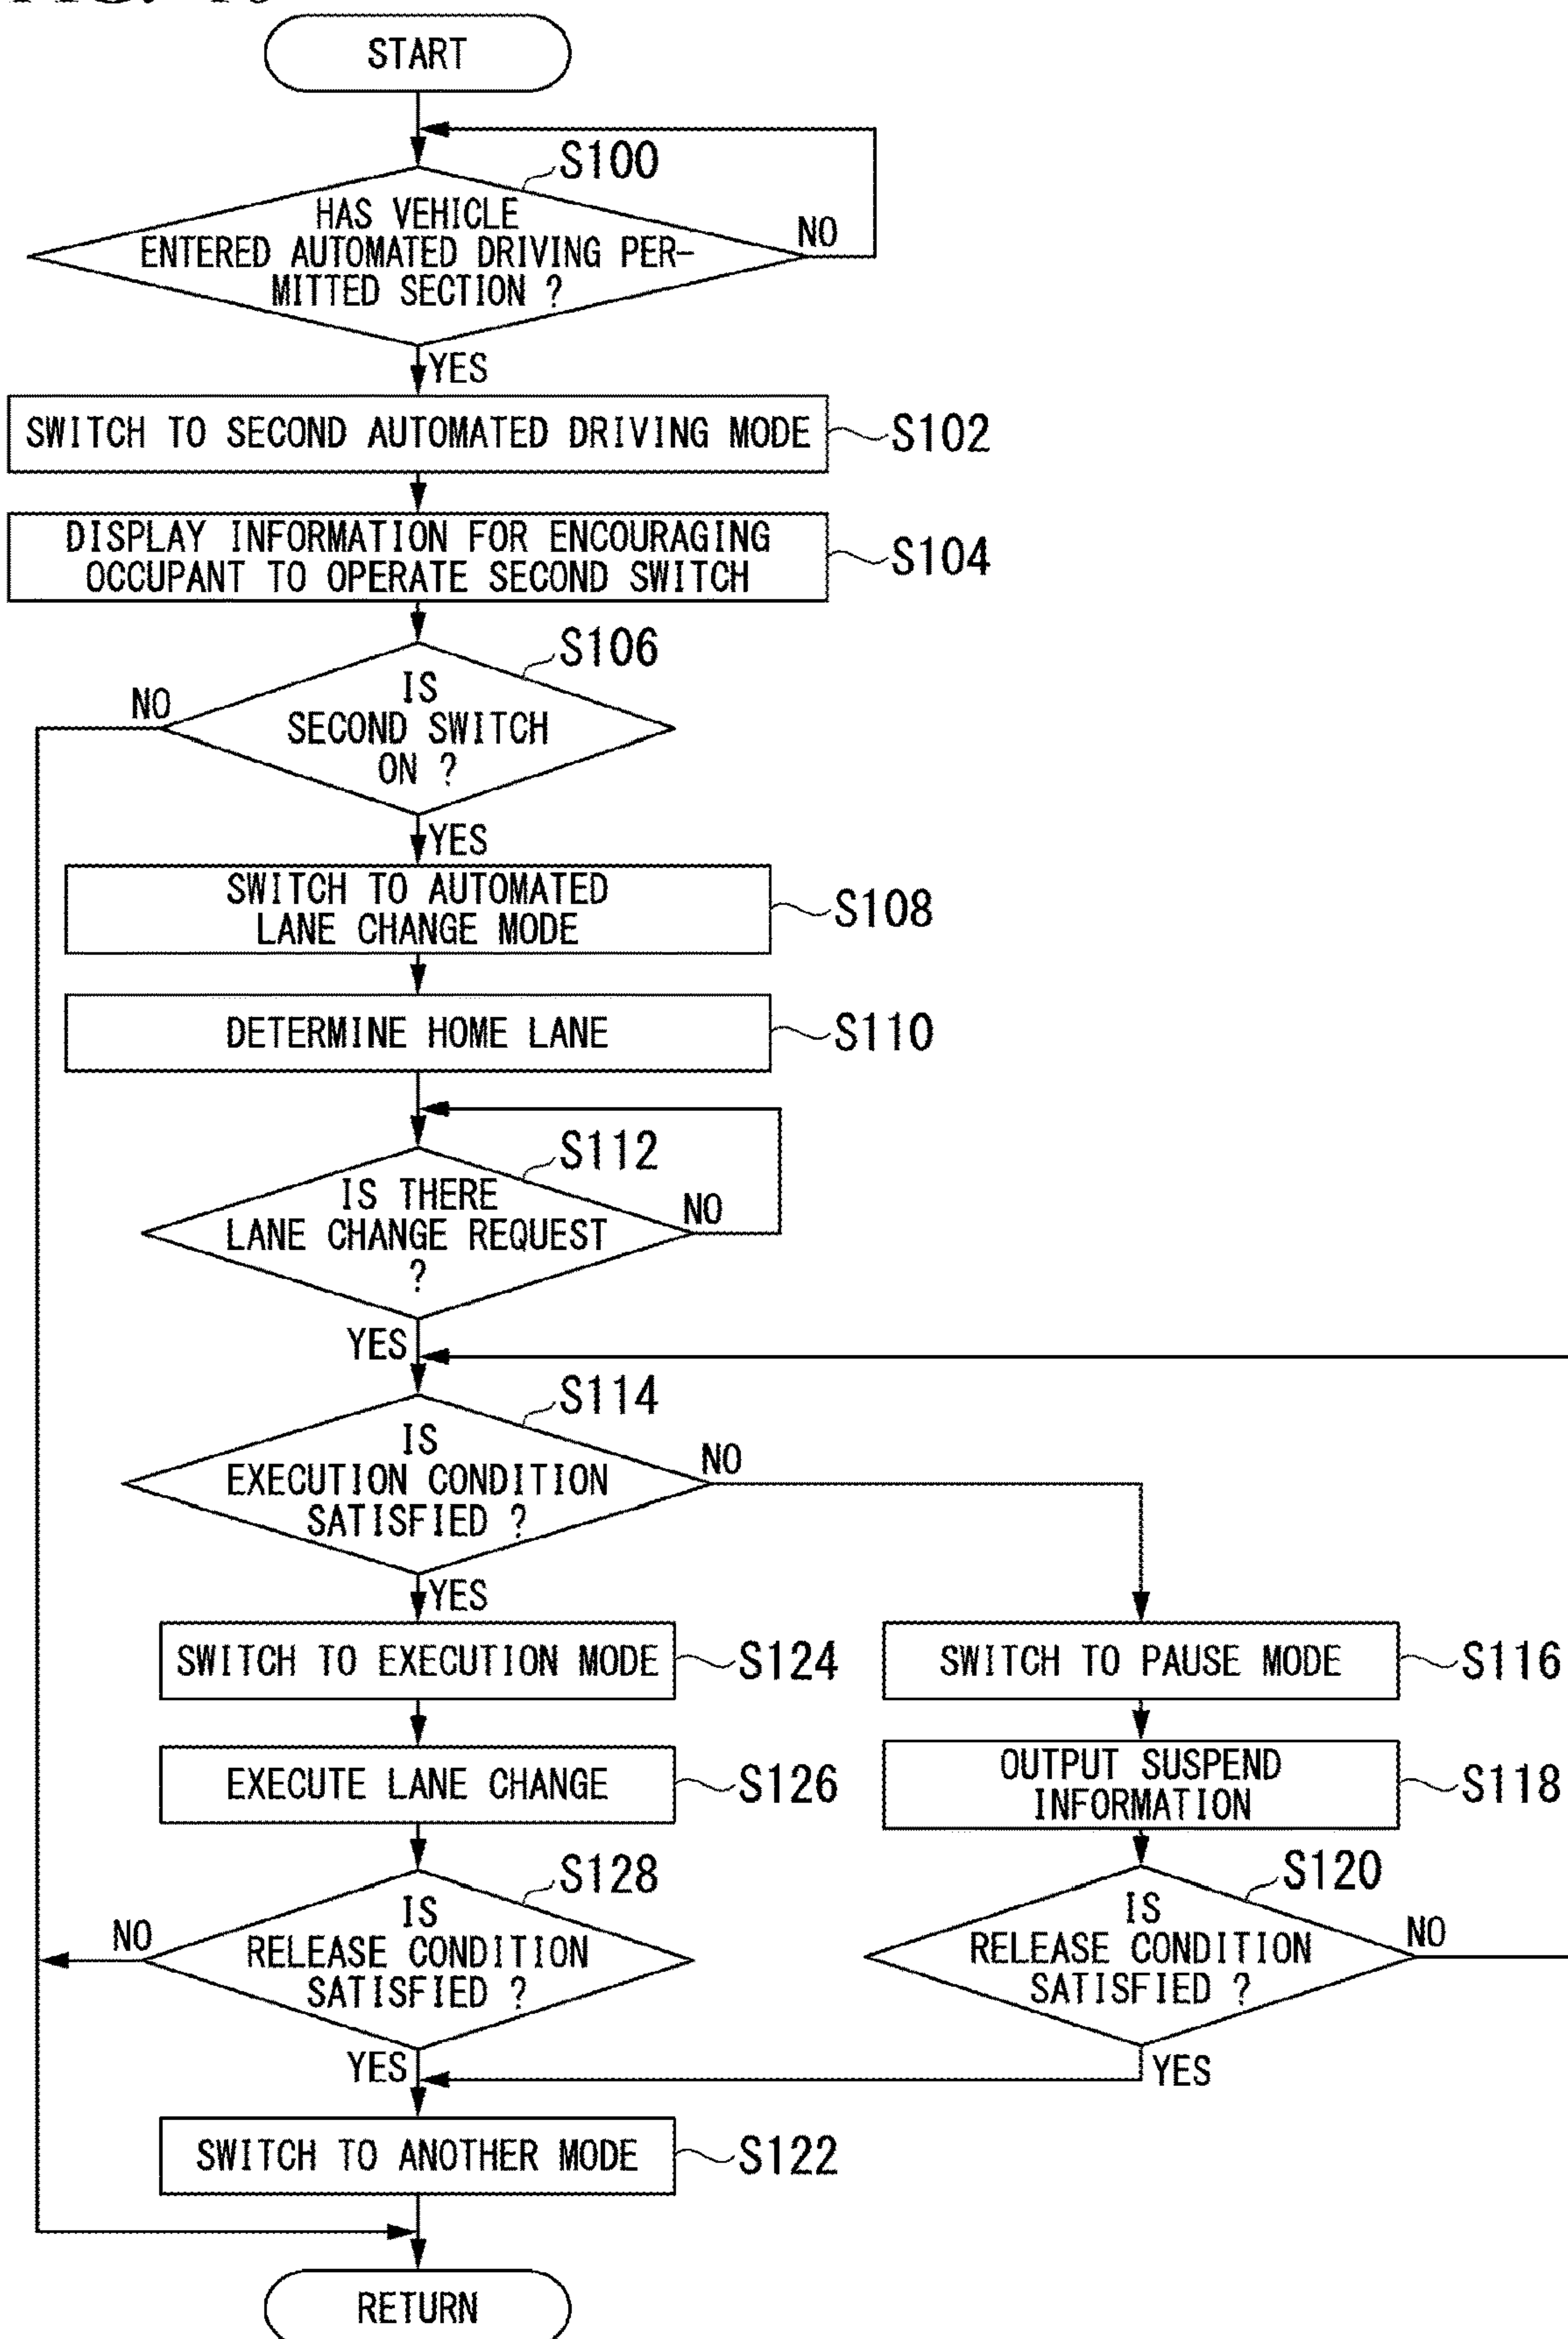 START
S100
HAS VEHICLE
ENTERED AUTOMATED DRIVING PER-
MITTED SECTION ?
NO
YES
SWITCH TO SECOND AUTOMATED DRIVING MODE
S102
DISPLAY INFORMATION FOR ENCOURAGING
OCCUPANT TO OPERATE SECOND SWITCH
S104
S106
IS
SECOND SWITCH
ON ?
NO
YES
SWITCH TO AUTOMATED
LANE CHANGE MODE
S108
DETERMINE HOME LANE
S110
S112
IS THERE
LANE CHANGE REQUEST
?
NO
YES
S114
IS
EXECUTION CONDITION
SATISFIED ?
NO
YES
SWITCH TO EXECUTION MODE
S124
SWITCH TO PAUSE MODE
S116
EXECUTE LANE CHANGE
S126
OUTPUT SUSPEND
INFORMATION
S118
S128
IS
RELEASE CONDITION
SATISFIED ?
NO
YES
S120
IS
RELEASE CONDITION
SATISFIED ?
NO
YES
SWITCH TO ANOTHER MODE
S122
RETURN